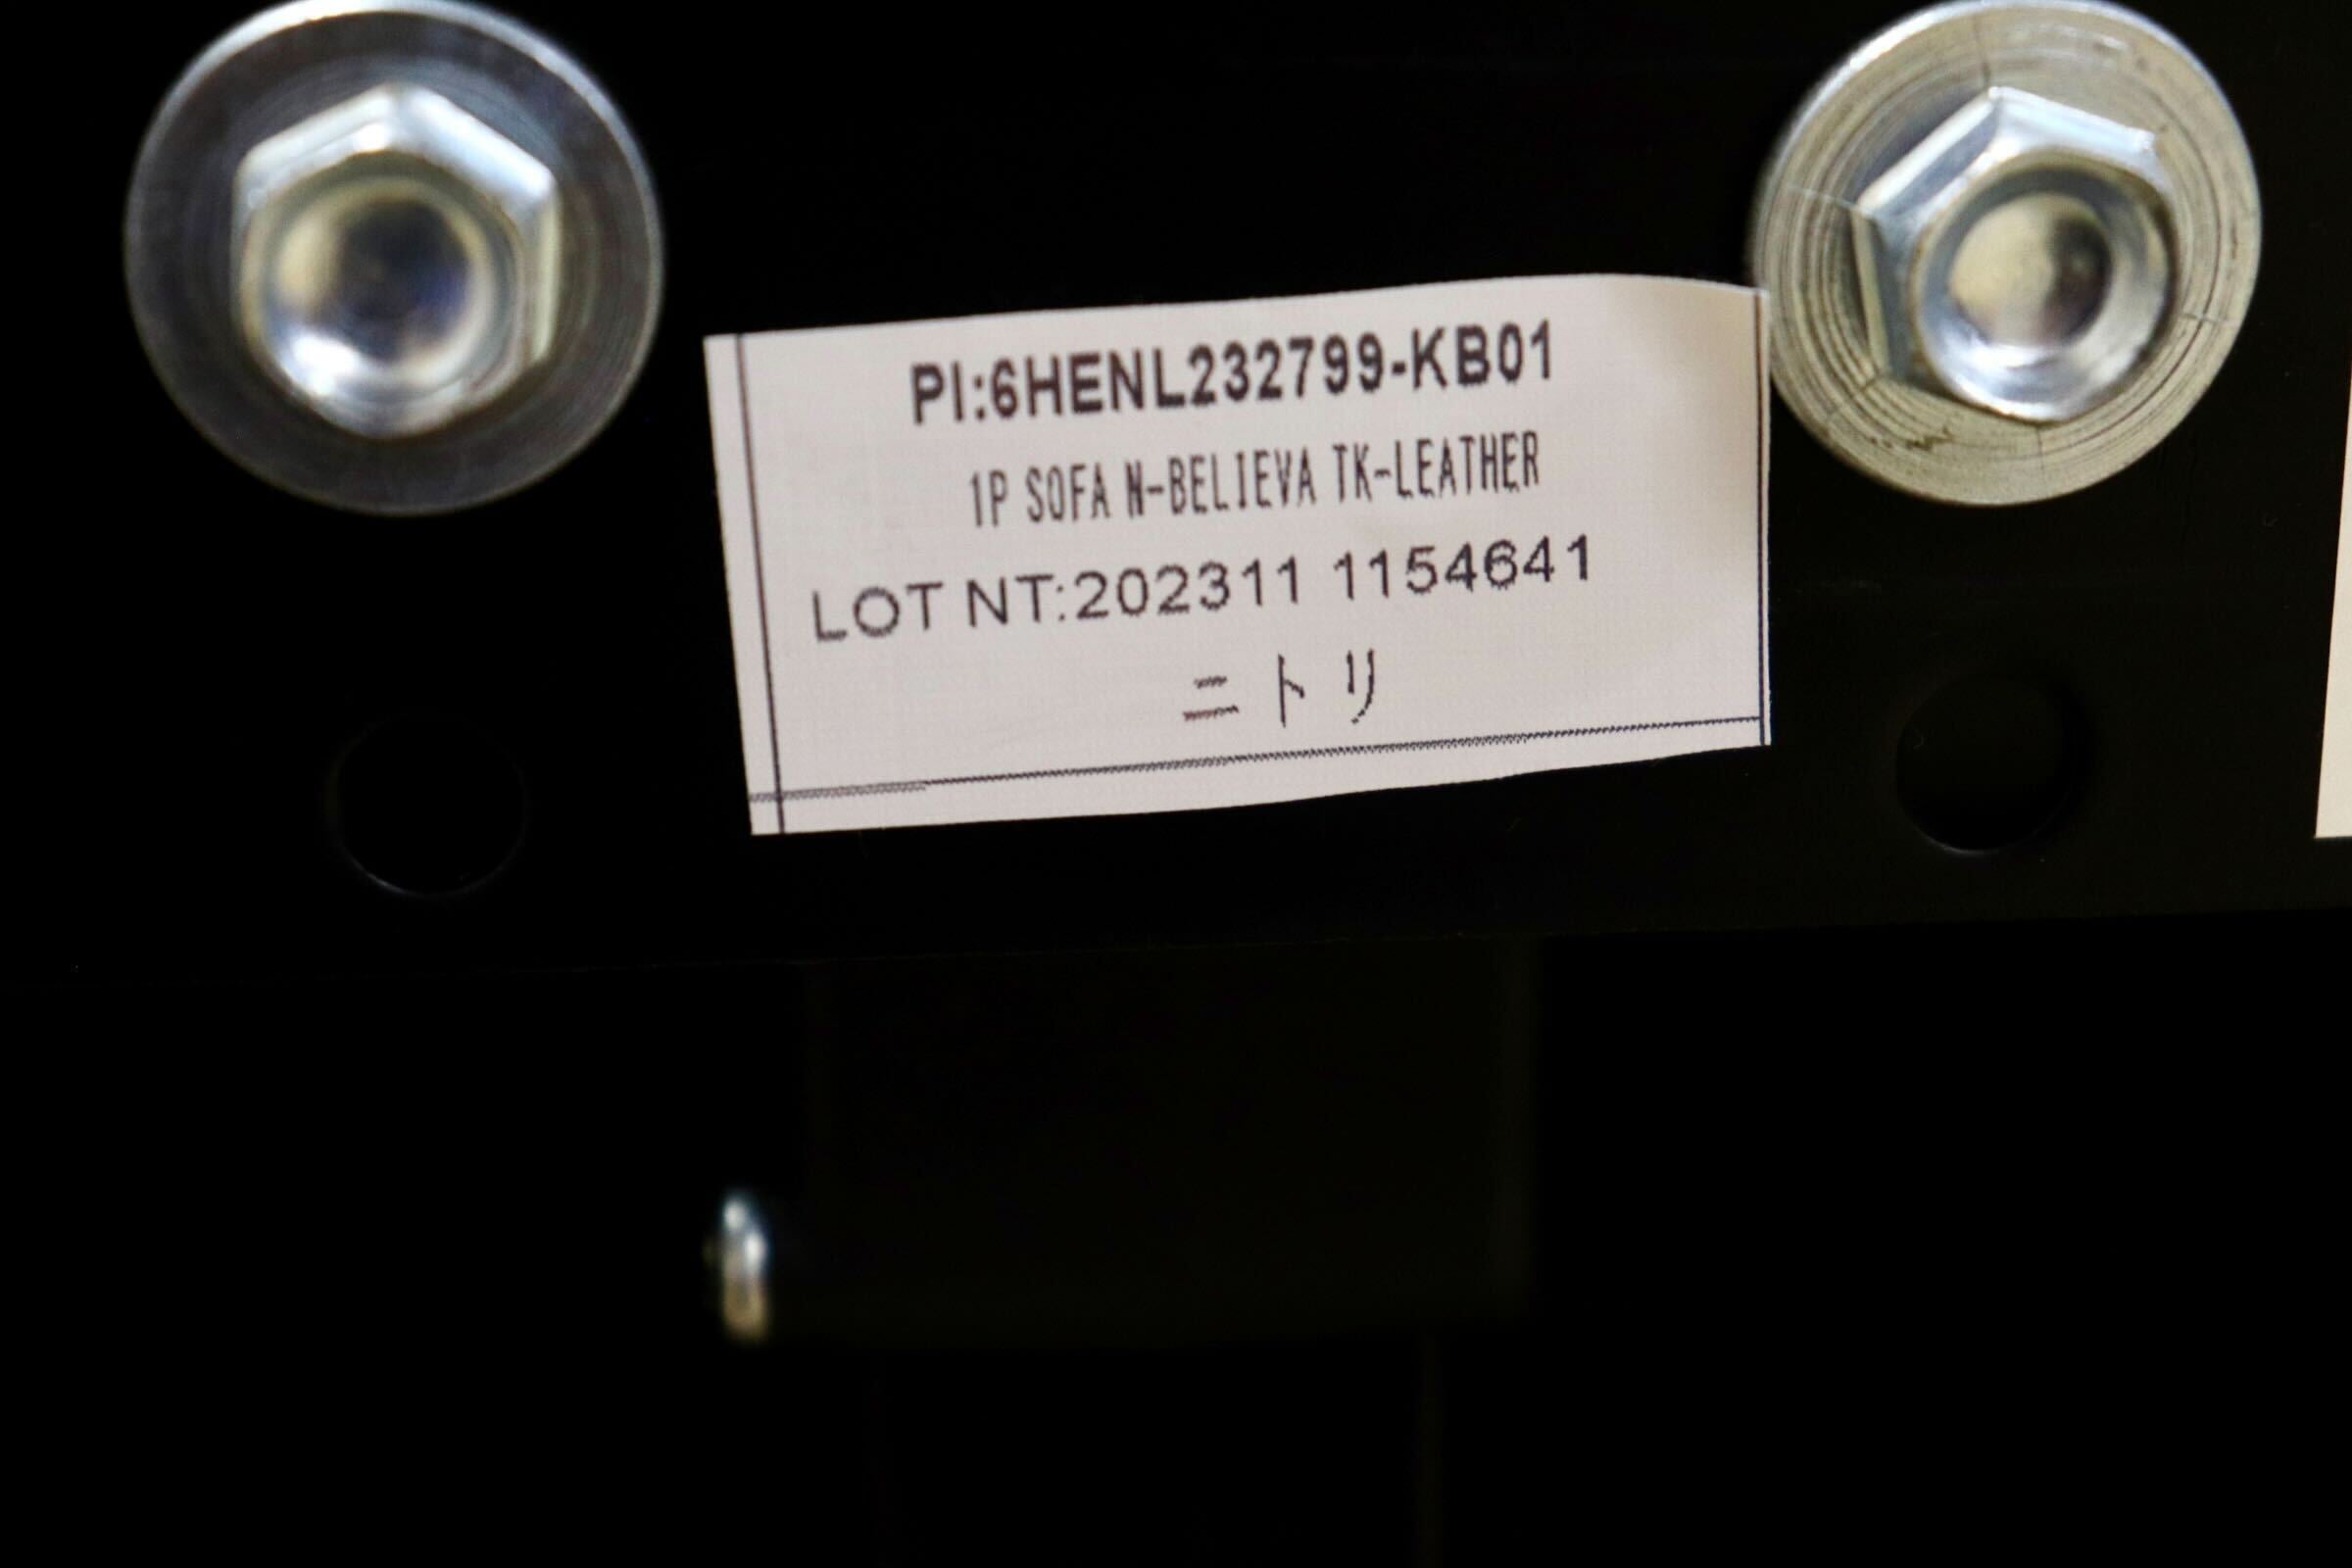 PI:6HENL232799-KB01
1P SOFA N-BELIEVA TK-LEATHER
LOT NT:202311 1154641
ニトリ